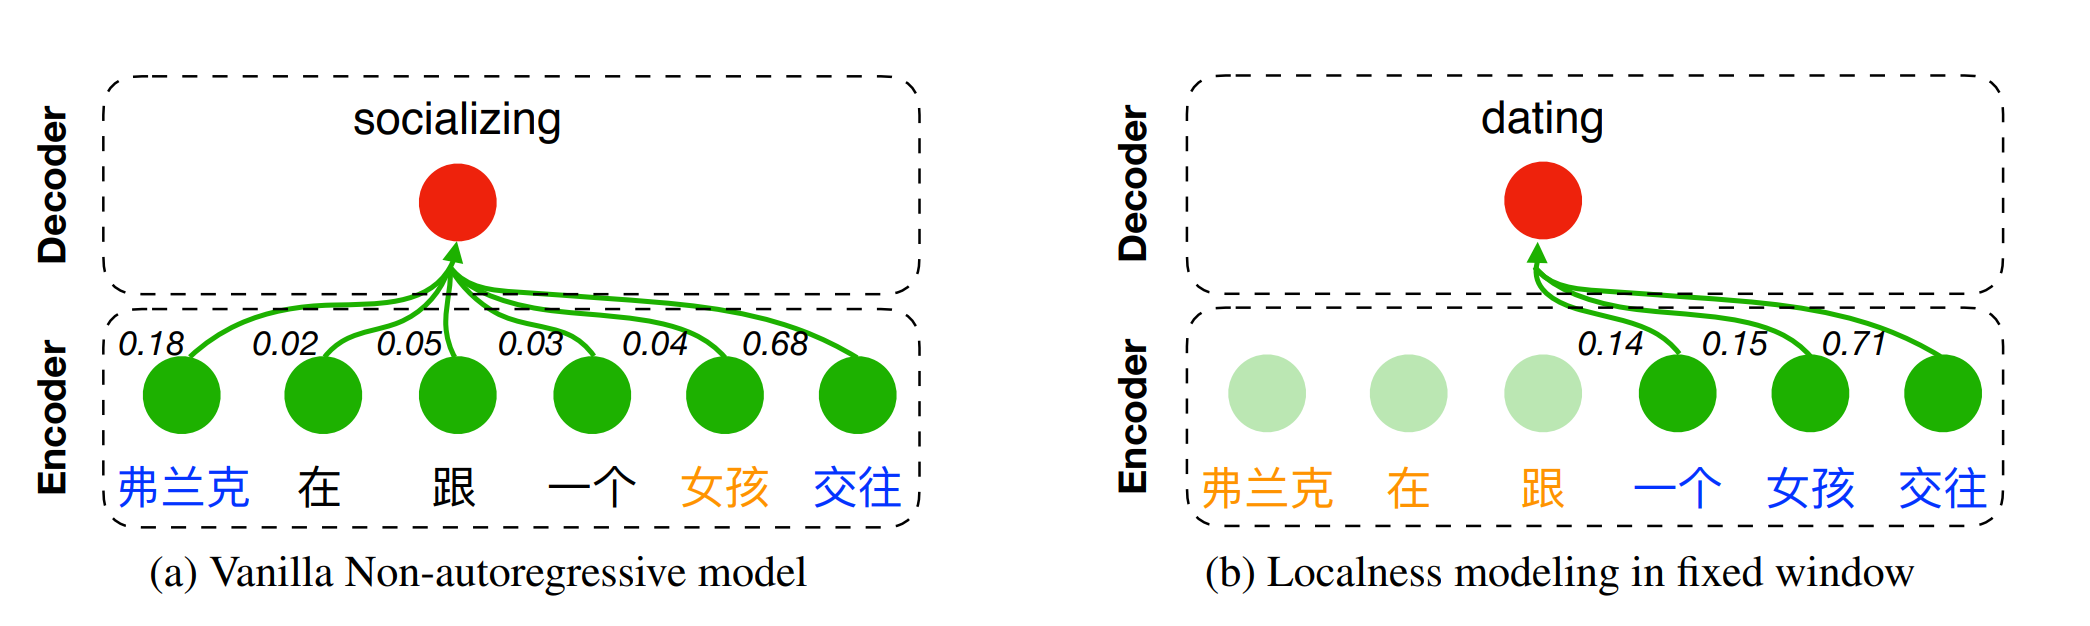 Decoder
socializing
Encoder
0.18 0.02 0.05 0.03 0.04 0.68
弗兰克 在 跟 一个 女孩 交往
(a) Vanilla Non-autoregressive model
Decoder
dating
Encoder
0.14 0.15 0.71
弗兰克 在 跟 一个 女孩 交往
(b) Localness modeling in fixed window